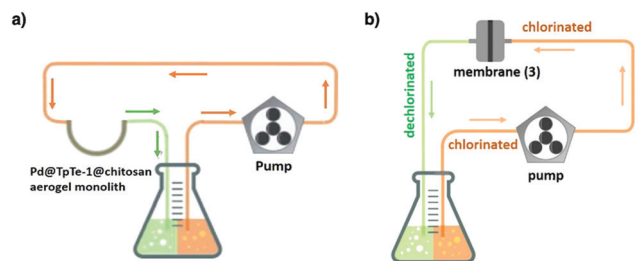 a)
Pd@TpTe-1@chitosan
aerogel monolith
Pump
b)
chlorinated
membrane (3)
dechlorinated
chlorinated
pump